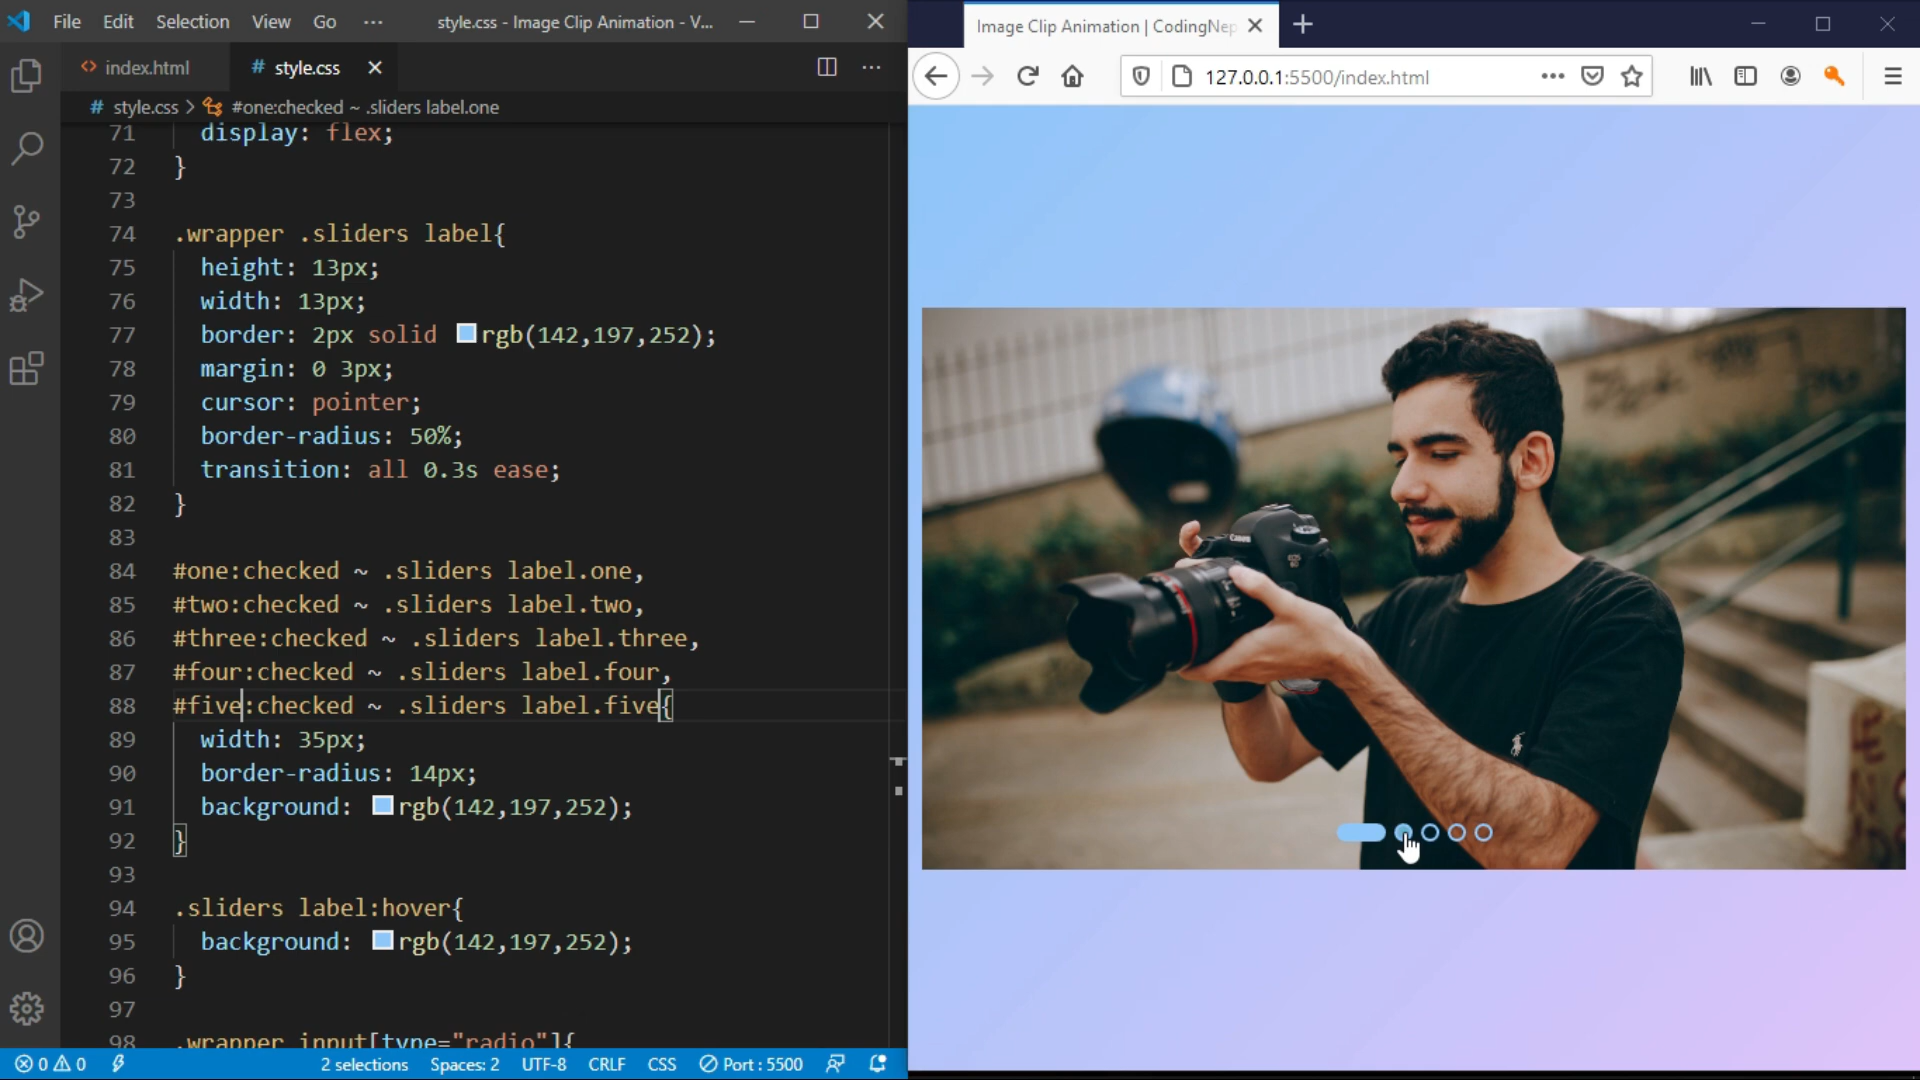 File Edit Selection View Go ··· style.css - Image Clip Animation - V...
index.html # style.css
# style.css > #one:checked ~ .sliders label.one
71 display: flex;
72 }
73
74 .wrapper .sliders label{
75 height: 13px;
76 width: 13px;
77 border: 2px solid rgb(142,197,252);
78 margin: 0 3px;
79 cursor: pointer;
80 border-radius: 50%;
81 transition: all 0.3s ease;
82 }
83
84 #one:checked ~ .sliders label.one,
85 #two:checked ~ .sliders label.two,
86 #three:checked ~ .sliders label.three,
87 #four:checked ~ .sliders label.four,
88 #five:checked ~ .sliders label.five{
89 width: 35px;
90 border-radius: 14px;
91 background: rgb(142,197,252);
92 }
93
94 .sliders label:hover{
95 background: rgb(142,197,252);
96 }
97
98 .wrapper input[type="radio"]{
0 0 2 selections Spaces: 2 UTF-8 CRLF CSS Port : 5500
Image Clip Animation | CodingNep
127.0.0.1:5500/index.html
Canon